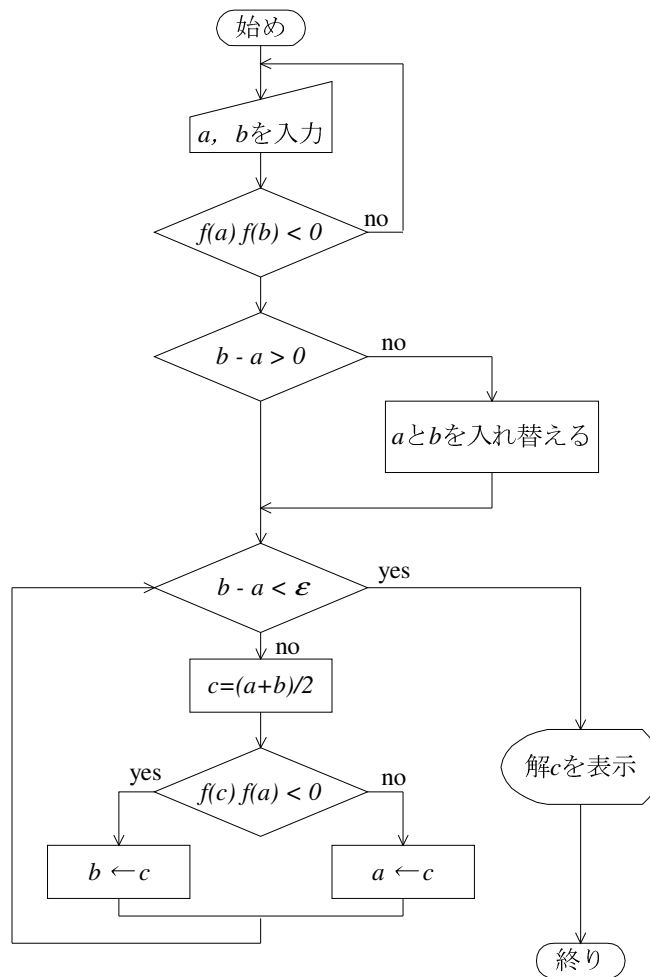 始め
a, bを入力
f(a) f(b) < 0
no
b - a > 0
no
aとbを入れ替える
b - a < ε
yes
no
c=(a+b)/2
f(c) f(a) < 0
yes
no
b ←c
a ←c
解cを表示
終り